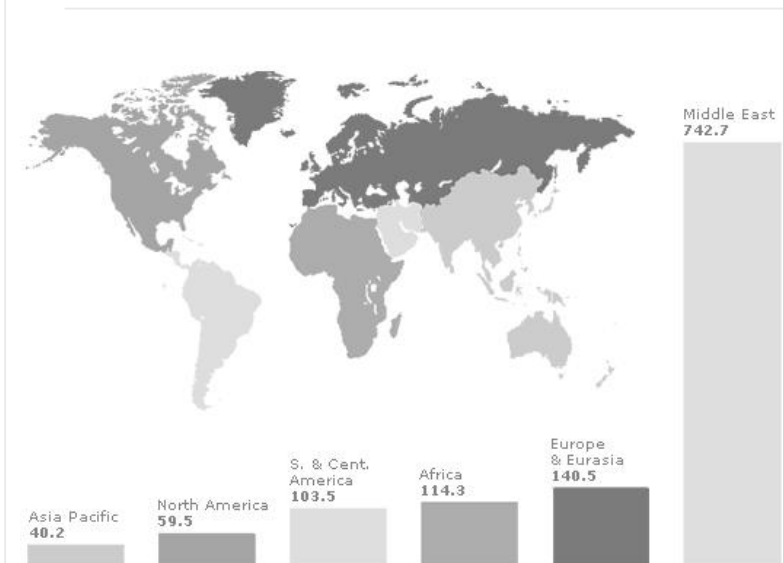 Middle East
742.7
Europe
& Eurasia
140.5
S. & Cent.
America
103.5
Africa
114.3
North America
59.5
Asia Pacific
40.2